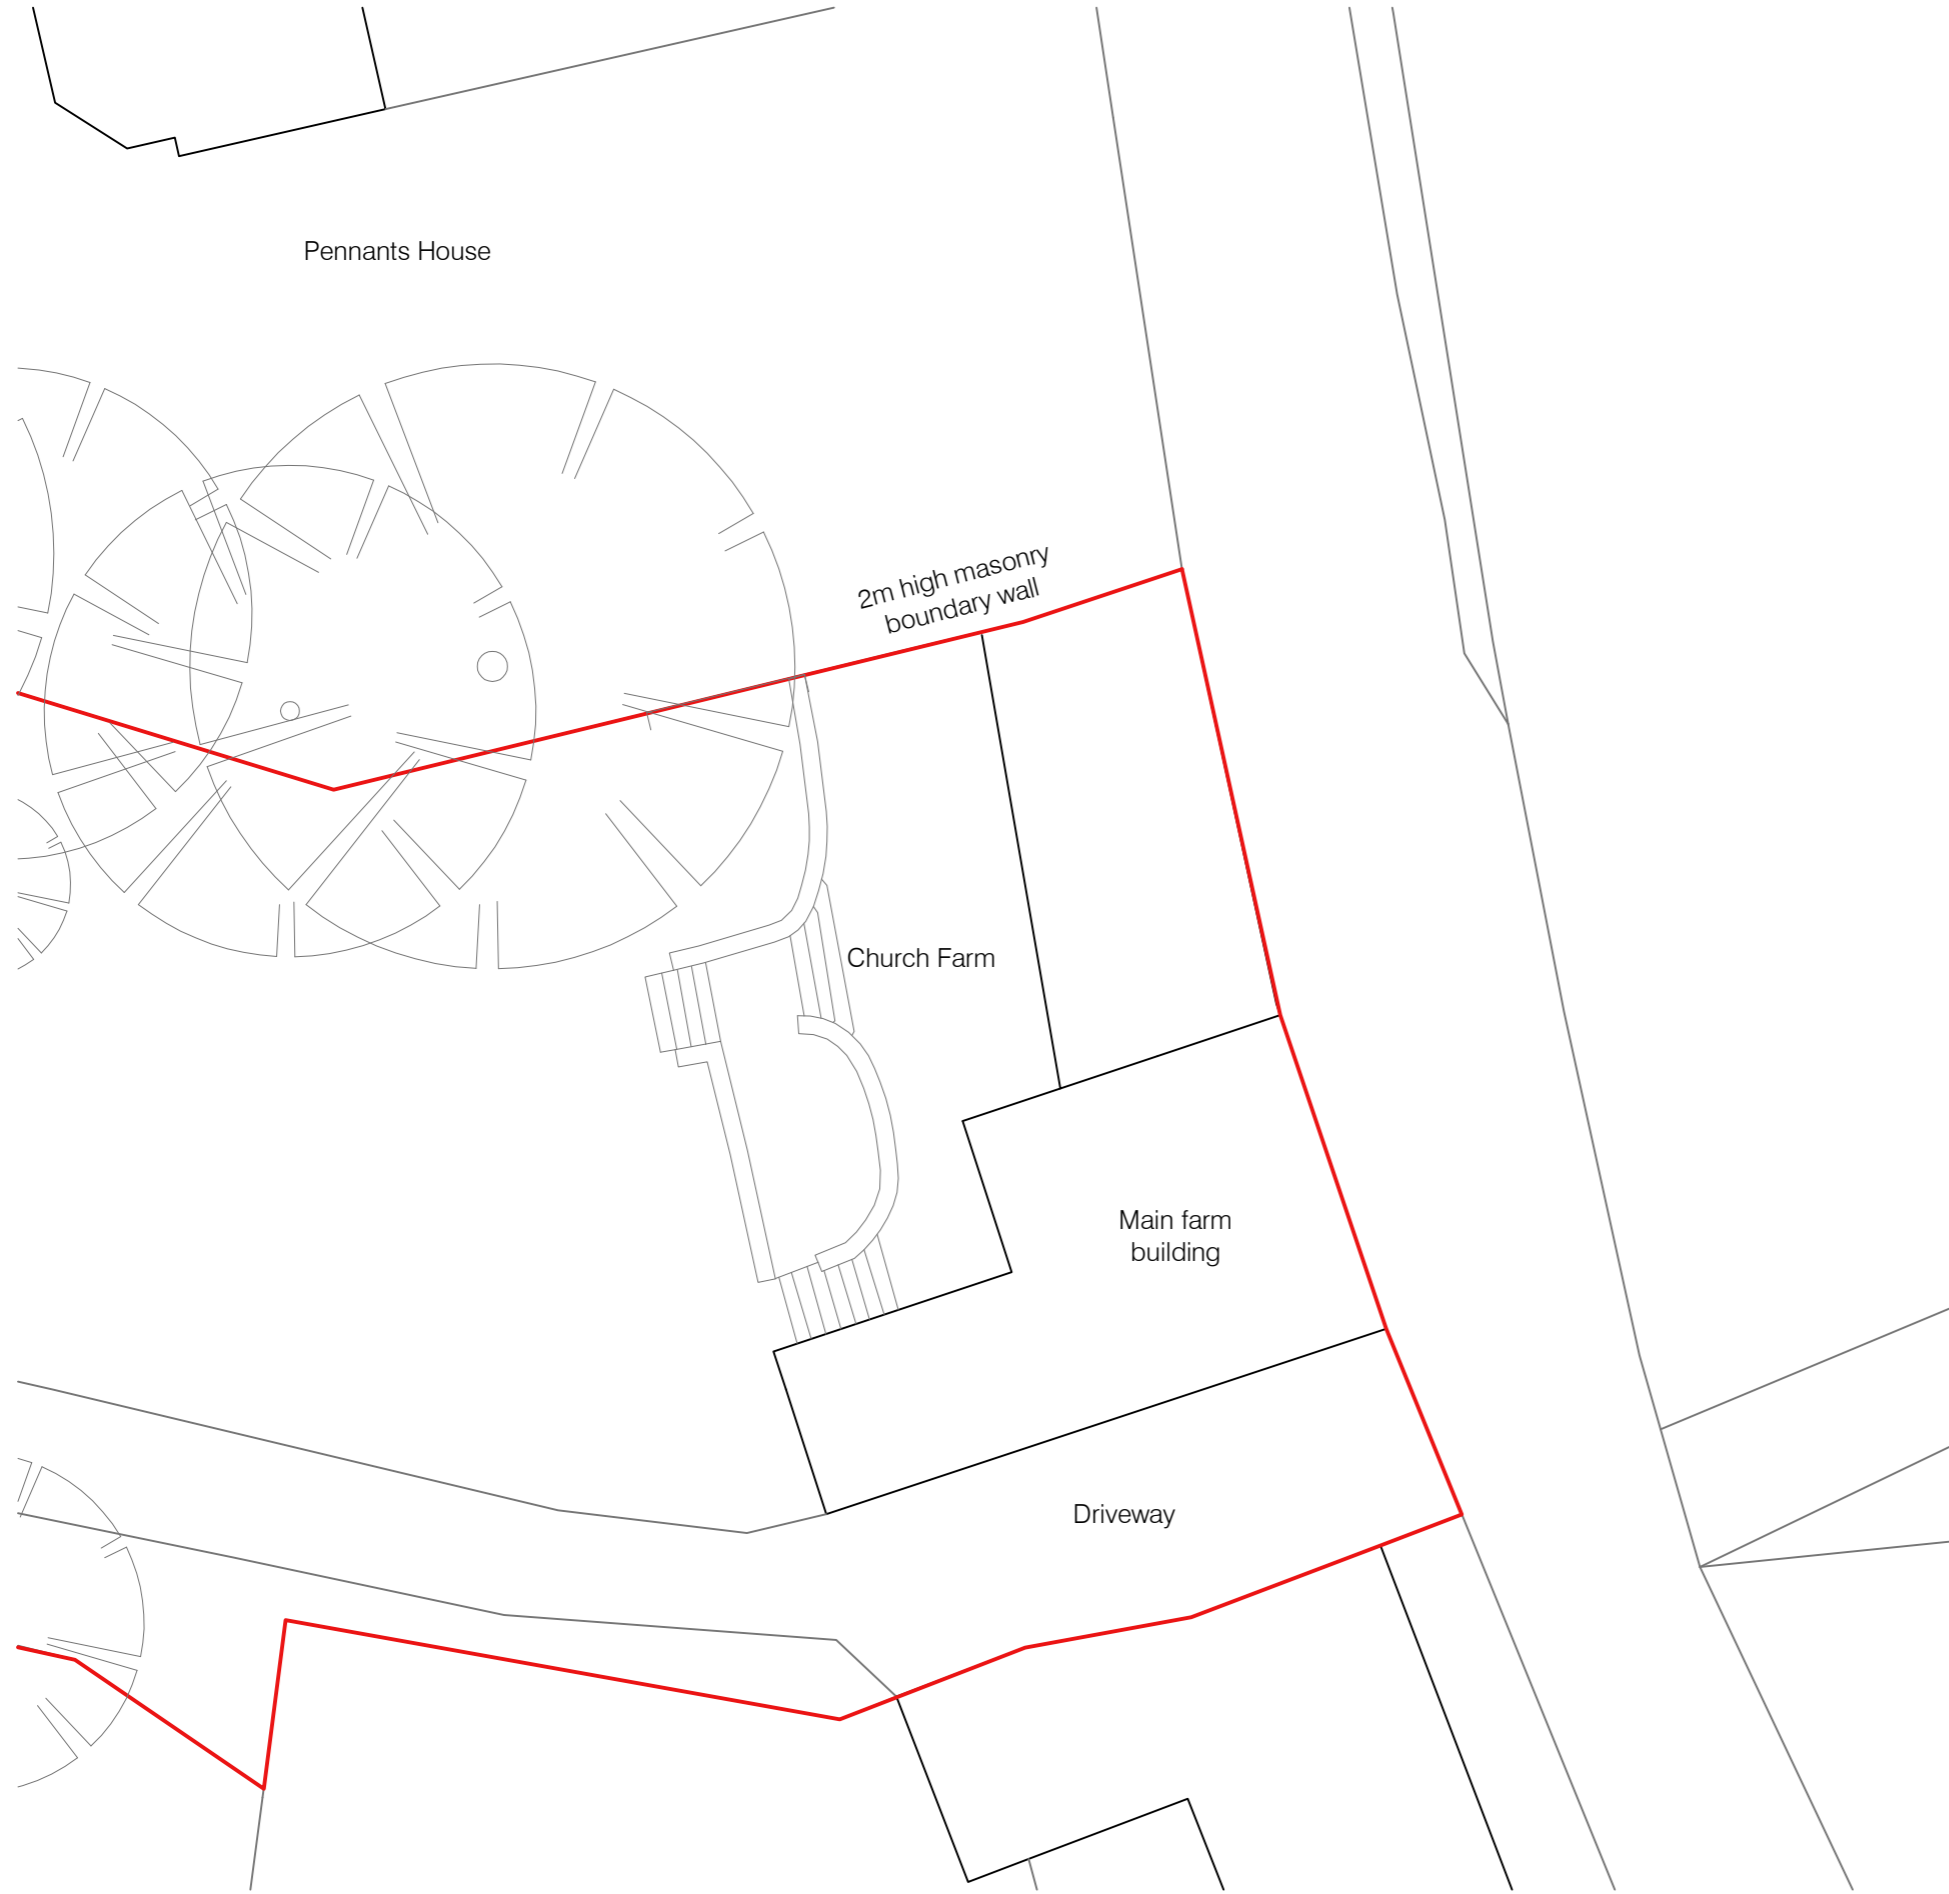 Pennants House
2m high masonry
boundary wall
Church Farm
Main farm
building
Driveway